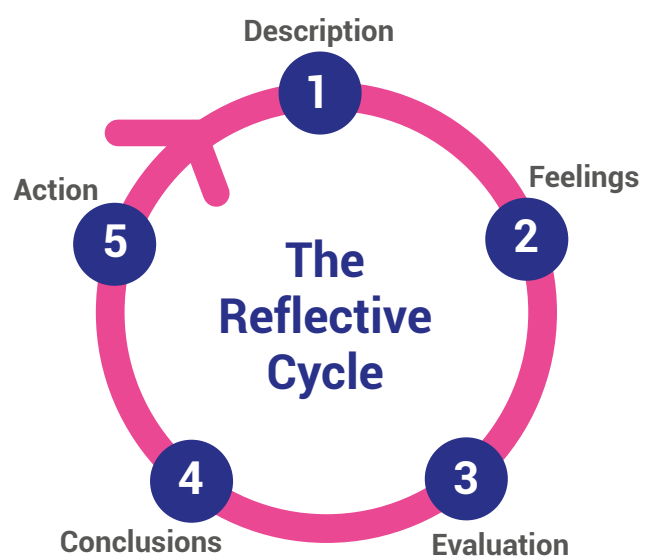 Description
1
Feelings
2
Evaluation
3
Conclusions
4
Action
5
The
Reflective
Cycle